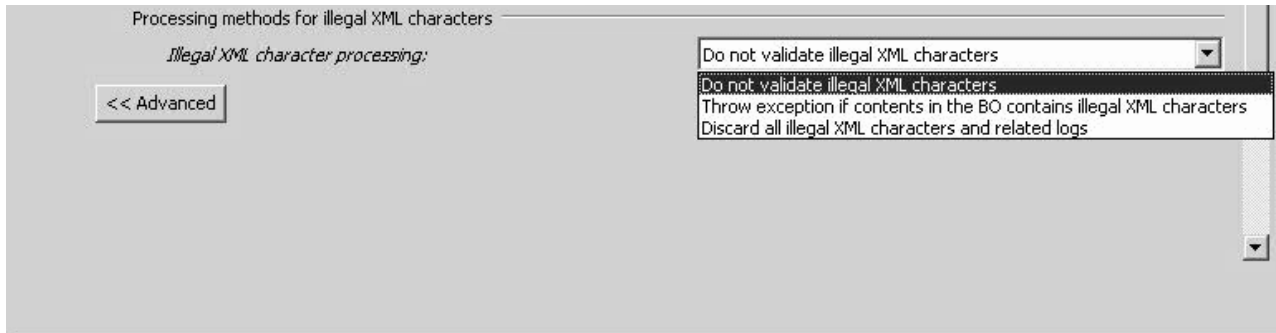 Processing methods for illegal XML characters
Illegal XML character processing:
Do not validate illegal XML characters
Do not validate illegal XML characters
Throw exception if contents in the BO contains illegal XML characters
Discard all illegal XML characters and related logs
<< Advanced